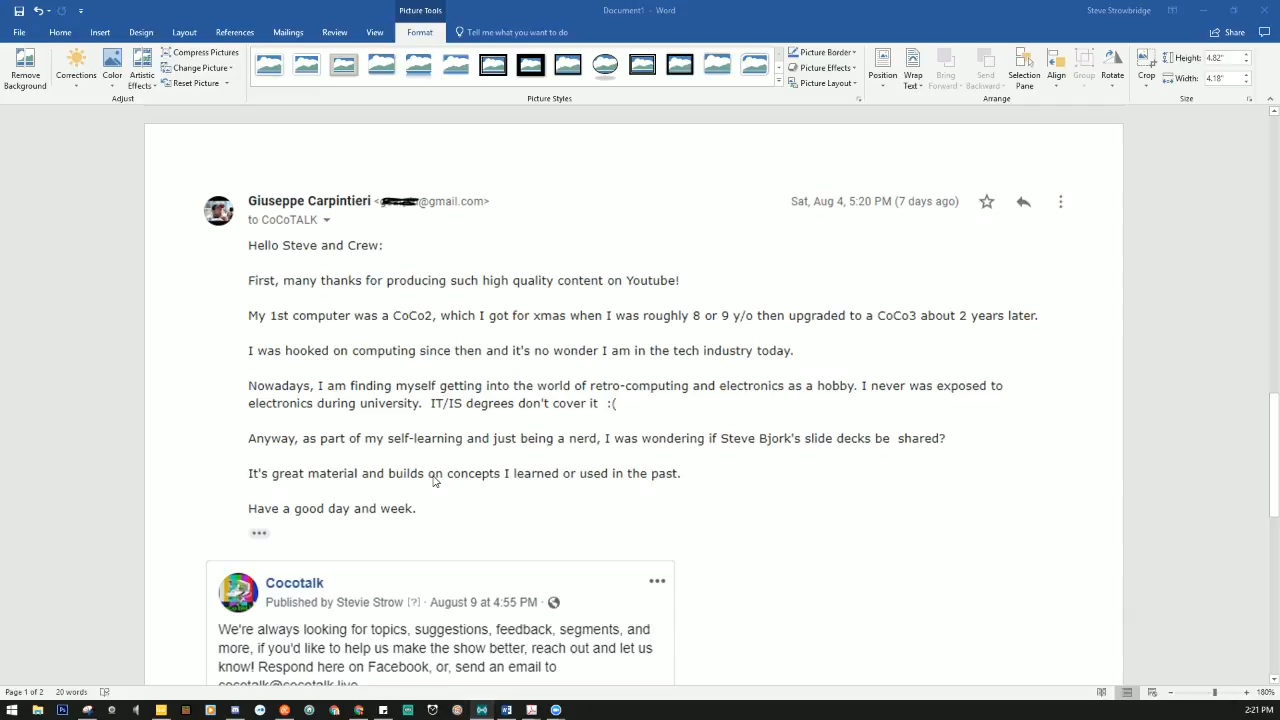 Picture Tools
Document1 - Word
Steve Strowbridge
File Home Insert Design Layout References Mailings Review View Format Tell me what you want to do Share
Remove Background
Corrections
Color
Artistic Effects
Compress Pictures
Change Picture
Reset Picture
Adjust
Picture Styles
Picture Border
Picture Effects
Picture Layout
Position
Wrap Text
Bring Forward
Send Backward
Selection Pane
Align
Group
Rotate
Arrange
Crop
Height: 4.82"
Width: 4.18"
Size
Giuseppe Carpintieri @gmail.com>
Sat, Aug 4, 5:20 PM (7 days ago)
to CoCoTALK
Hello Steve and Crew:
First, many thanks for producing such high quality content on Youtube!
My 1st computer was a CoCo2, which I got for xmas when I was roughly 8 or 9 y/o then upgraded to a CoCo3 about 2 years later.
I was hooked on computing since then and it's no wonder I am in the tech industry today.
Nowadays, I am finding myself getting into the world of retro-computing and electronics as a hobby. I never was exposed to
electronics during university. IT/IS degrees don't cover it :(
Anyway, as part of my self-learning and just being a nerd, I was wondering if Steve Bjork's slide decks be shared?
It's great material and builds on concepts I learned or used in the past.
Have a good day and week.
Cocotalk
Published by Stevie Strow [?] · August 9 at 4:55 PM ·
We're always looking for topics, suggestions, feedback, segments, and
more, if you'd like to help us make the show better, reach out and let us
know! Respond here on Facebook, or, send an email to
cocotalk@cocotalk.live
Page 1 of 2 20 words
180%
2:21 PM